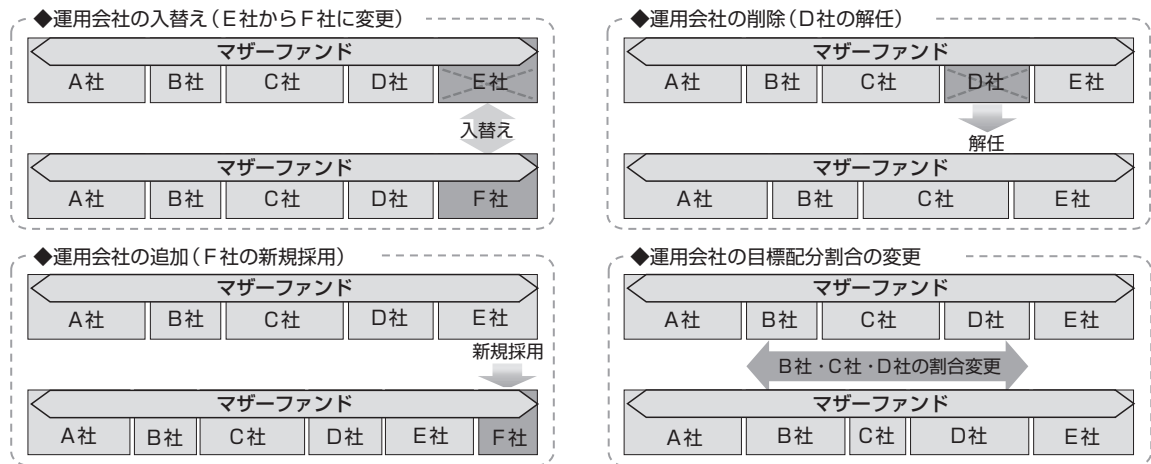 ◆運用会社の入替え(E社からF社に変更)
マザーファンド
A社 B社 C社 D社 E社
入替え
マザーファンド
A社 B社 C社 D社 F社
◆運用会社の削除(D社の解任)
マザーファンド
A社 B社 C社 D社 E社
解任
マザーファンド
A社 B社 C社 E社
◆運用会社の追加(F社の新規採用)
マザーファンド
A社 B社 C社 D社 E社
新規採用
マザーファンド
A社 B社 C社 D社 E社 F社
◆運用会社の目標配分割合の変更
マザーファンド
A社 B社 C社 D社 E社
B社・C社・D社の割合変更
マザーファンド
A社 B社 C社 D社 E社